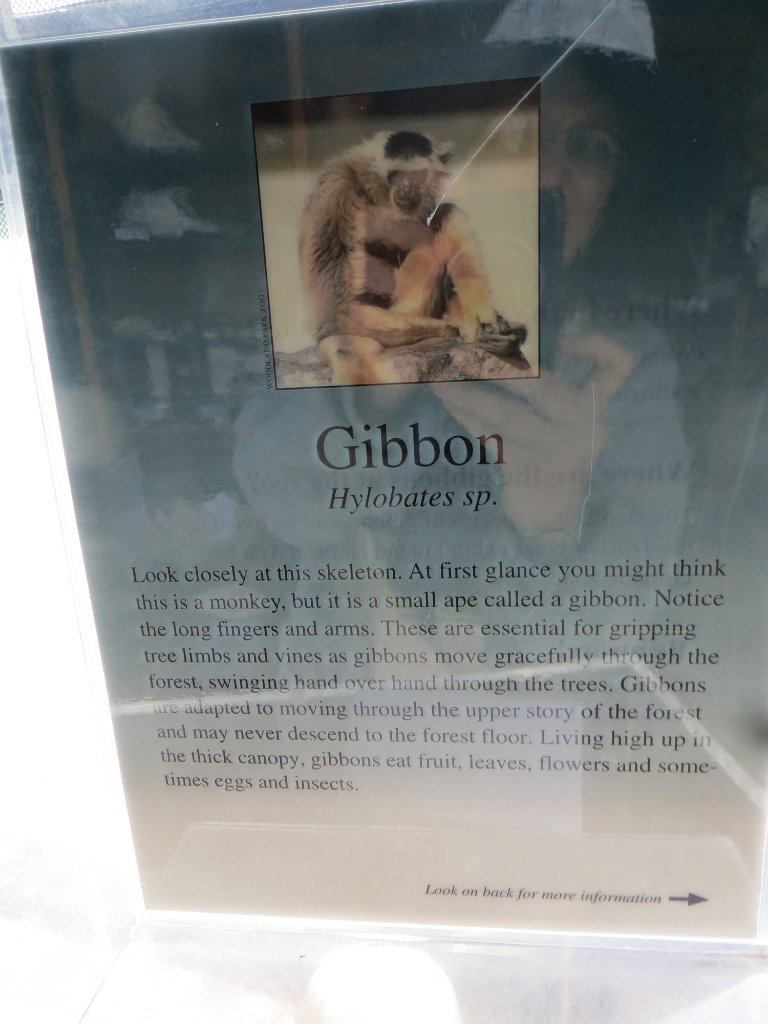 WOODLAND PARK ZOO
Gibbon
Hylobates sp.
Look closely at this skeleton. At first glance you might think
this is a monkey, but it is a small ape called a gibbon. Notice
the long fingers and arms. These are essential for gripping
tree limbs and vines as gibbons move gracefully through the
forest, swinging hand over hand through the trees. Gibbons
are adapted to moving through the upper story of the forest
and may never descend to the forest floor. Living high up in
the thick canopy, gibbons eat fruit, leaves, flowers and some-
times eggs and insects.
Look on back for more information